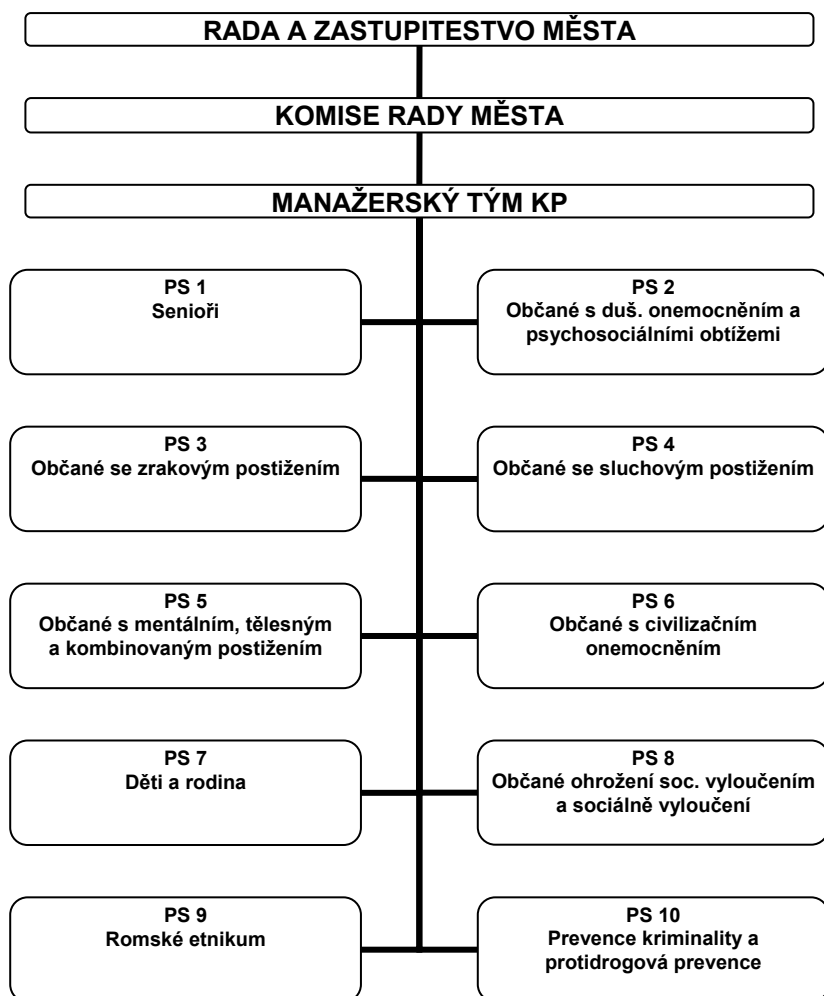 RADA A ZASTUPITESTVO MĚSTA
KOMISE RADY MĚSTA
MANAŽERSKÝ TÝM KP
PS 1
Senioři
PS 2
Občané s duš. onemocněním a
psychosociálními obtížemi
PS 3
Občané se zrakovým postižením
PS 4
Občané se sluchovým postižením
PS 5
Občané s mentálním, tělesným
a kombinovaným postižením
PS 6
Občané s civilizačním
onemocněním
PS 7
Děti a rodina
PS 8
Občané ohrožení soc. vyloučením
a sociálně vyloučení
PS 9
Romské etnikum
PS 10
Prevence kriminality a
protidrogová prevence